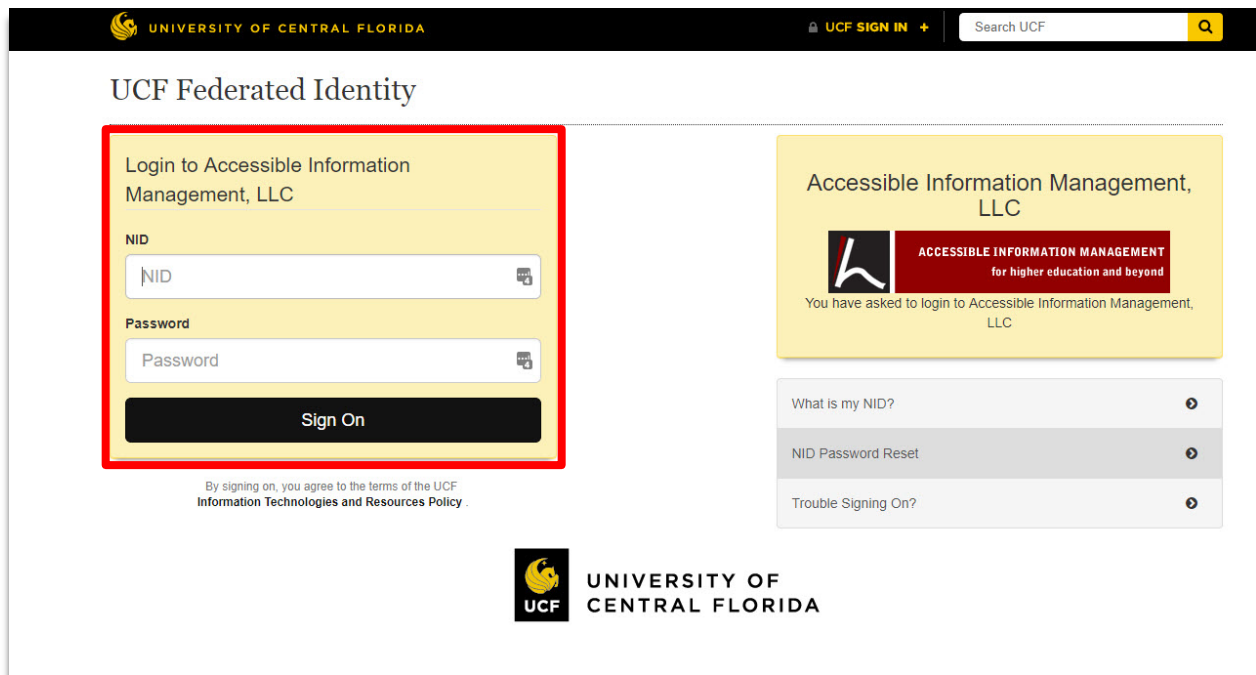 UNIVERSITY OF CENTRAL FLORIDA
UCF SIGN IN +
Search UCF
UCF Federated Identity
Login to Accessible Information
Management, LLC
NID
NID
Password
Password
Sign On
By signing on, you agree to the terms of the UCF
Information Technologies and Resources Policy .
Accessible Information Management,
LLC
ACCESSIBLE INFORMATION MANAGEMENT
for higher education and beyond
You have asked to login to Accessible Information Management,
LLC
What is my NID?
NID Password Reset
Trouble Signing On?
UCF
UNIVERSITY OF
CENTRAL FLORIDA